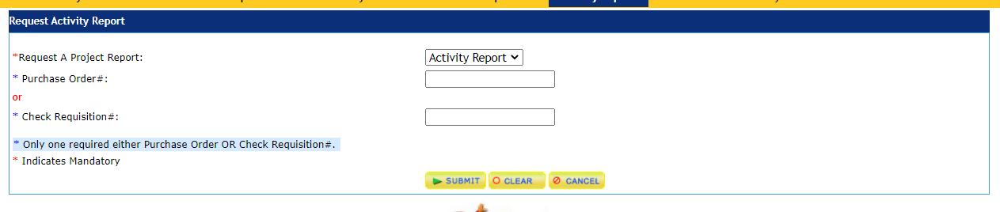 Request Activity Report
*Request A Project Report:
Activity Report
* Purchase Order#:
or
* Check Requisition#:
* Only one required either Purchase Order OR Check Requisition#.
* Indicates Mandatory
SUBMIT CLEAR CANCEL